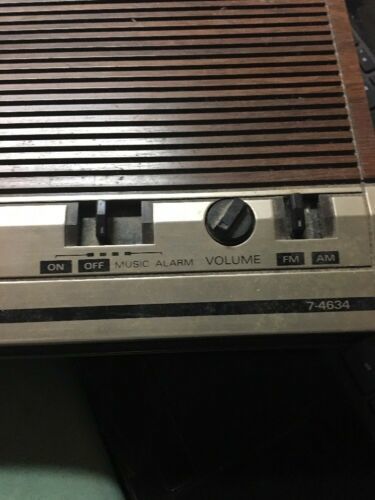 ON OFF MUSIC ALARM VOLUME FM AM
7-4634